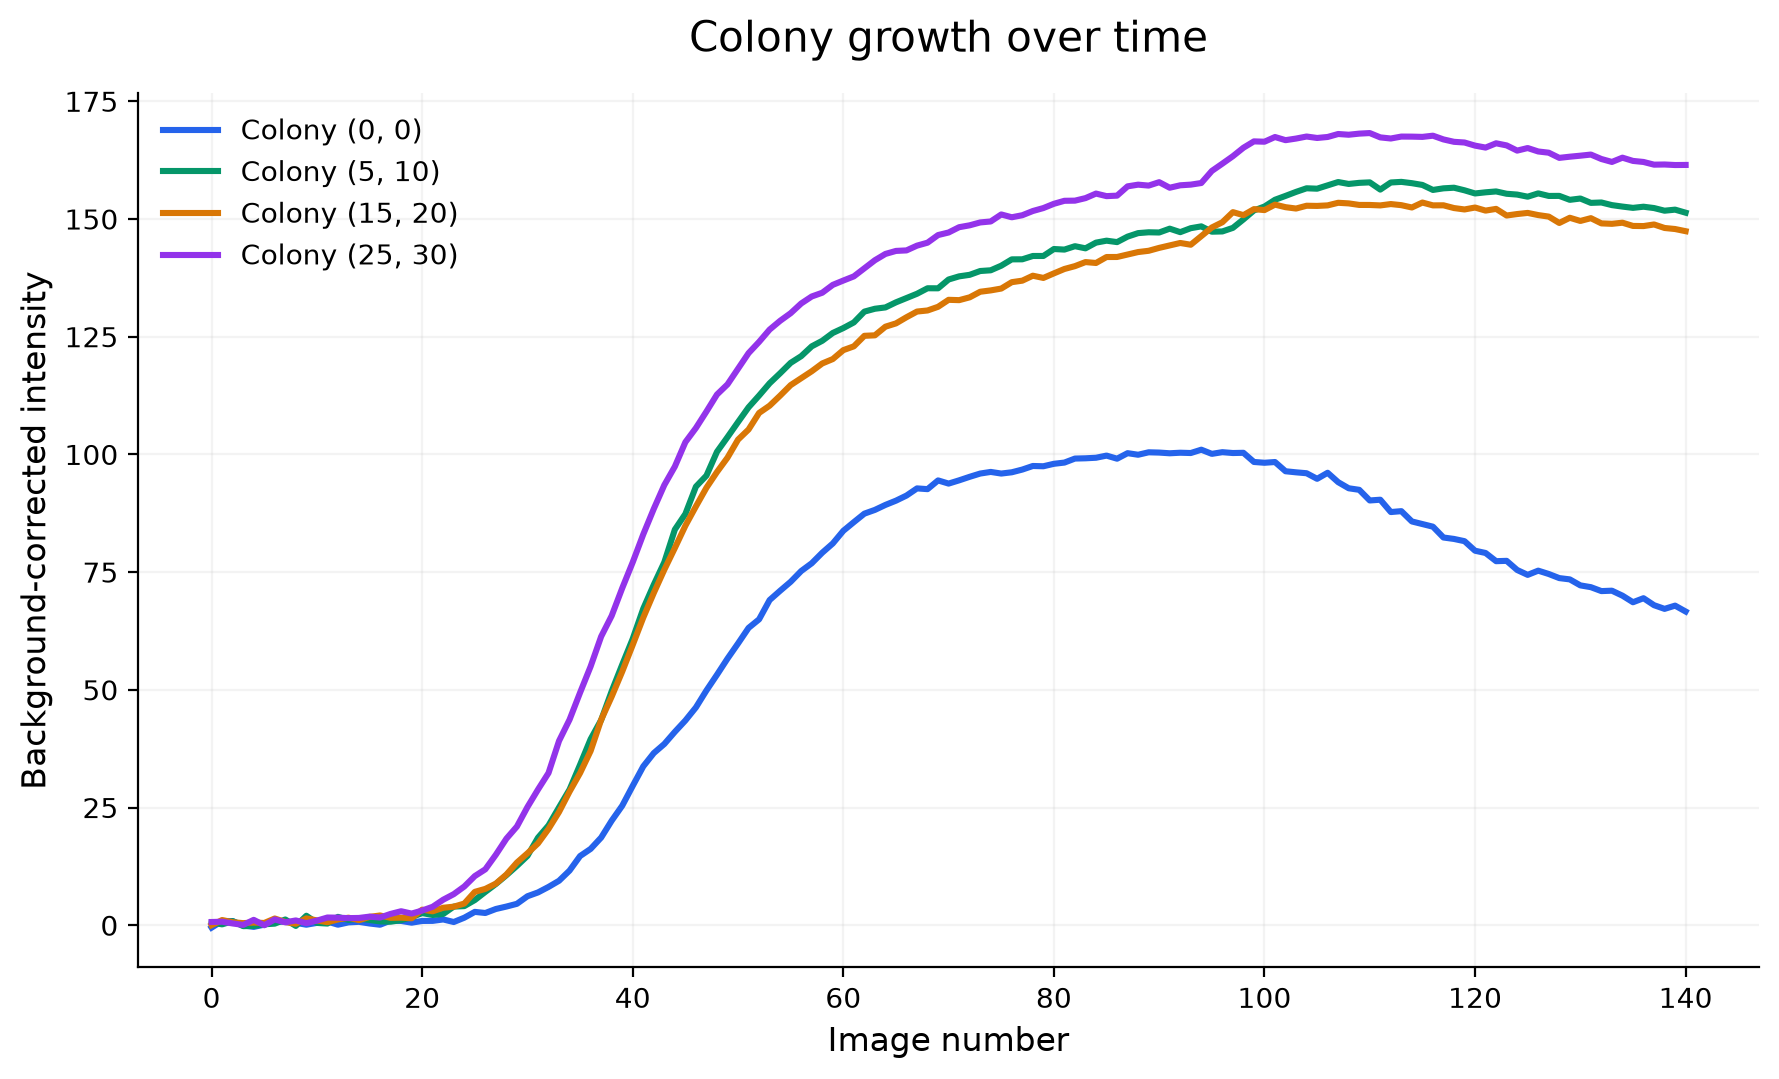 Colony growth over time
Colony (0, 0)
Colony (5, 10)
Colony (15, 20)
Colony (25, 30)
Background-corrected intensity
175
150
125
100
75
50
25
0
0 20 40 60 80 100 120 140
Image number